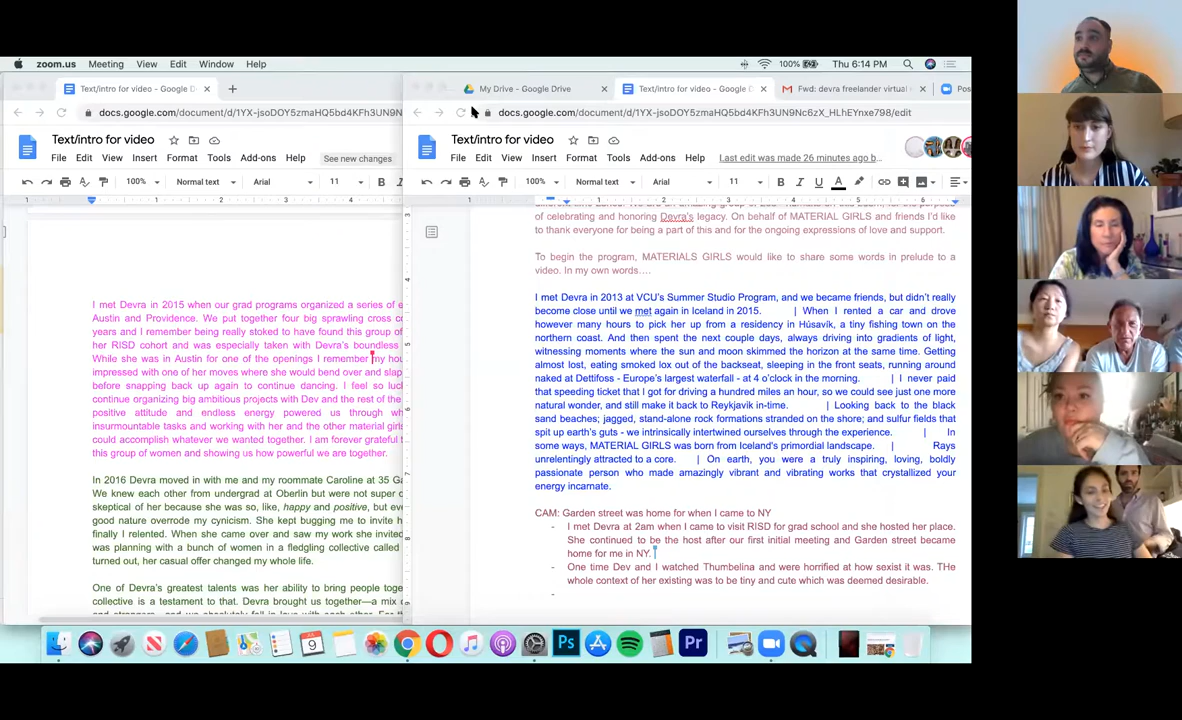 zoom.us Meeting View Edit Window Help 100% Thu 6:14 PM
Text/intro for video - Google D
My Drive - Google Drive
Text/intro for video - Google D
Fwd: devra freelander virtual
Pos
docs.google.com/document/d/1YX-jsoDOY5zmaHQ5bd4KFh3UN9N
docs.google.com/document/d/1YX-jsoDOY5zmaHQ5bd4KFh3UN9Nc6zX_HLhEYnxe798/edit
Text/intro for video
File Edit View Insert Format Tools Add-ons Help See new changes
100% Normal text Arial 11 B
I met Devra in 2015 when our grad programs organized a series of e
Austin and Providence. We put together four big sprawling cross co
years and I remember being really stoked to have found this group of
her RISD cohort and was especially taken with Devra's boundless
While she was in Austin for one of the openings I remember my hou
impressed with one of her moves where she would bend over and slap
before snapping back up again to continue dancing. I feel so luck
continue organizing big ambitious projects with Dev and the rest of the
positive attitude and endless energy powered us through wh
insurmountable tasks and working with her and the other material girls
could accomplish whatever we wanted together. I am forever grateful t
this group of women and showing us how powerful we are together.
In 2016 Devra moved in with me and my roommate Caroline at 35 Ga
We knew each other from undergrad at Oberlin but were not super c
skeptical of her because she was so, like, happy and positive, but eve
good nature overrode my cynicism. She kept bugging me to invite h
finally I relented. When she came over and saw my work she invited
was planning with a bunch of women in a fledgling collective called
turned out, her casual offer changed my whole life.
One of Devra's greatest talents was her ability to bring people toge
collective is a testament to that. Devra brought us together—a mix
Text/intro for video
File Edit View Insert Format Tools Add-ons Help Last edit was made 26 minutes ago b...
100% Normal text Arial 11 B I U A
of celebrating and honoring Devra's legacy. On behalf of MATERIAL GIRLS and friends I'd like
to thank everyone for being a part of this and for the ongoing expressions of love and support.
To begin the program, MATERIALS GIRLS would like to share some words in prelude to a
video. In my own words….
I met Devra in 2013 at VCU's Summer Studio Program, and we became friends, but didn't really
become close until we met again in Iceland in 2015. | When I rented a car and drove
however many hours to pick her up from a residency in Húsavík, a tiny fishing town on the
northern coast. And then spent the next couple days, always driving into gradients of light,
witnessing moments where the sun and moon skimmed the horizon at the same time. Getting
almost lost, eating smoked lox out of the backseat, sleeping in the front seats, running around
naked at Dettifoss - Europe's largest waterfall - at 4 o'clock in the morning. | I never paid
that speeding ticket that I got for driving a hundred miles an hour, so we could see just one more
natural wonder, and still make it back to Reykjavik in-time. | Looking back to the black
sand beaches; jagged, stand-alone rock formations stranded on the shore; and sulfur fields that
spit up earth's guts - we intrinsically intertwined ourselves through the experience. | In
some ways, MATERIAL GIRLS was born from Iceland's primordial landscape. | Rays
unrelentingly attracted to a core. | On earth, you were a truly inspiring, loving, boldly
passionate person who made amazingly vibrant and vibrating works that crystallized your
energy incarnate.
CAM: Garden street was home for when I came to NY
- I met Devra at 2am when I came to visit RISD for grad school and she hosted her place.
She continued to be the host after our first initial meeting and Garden street became
home for me in NY.
- One time Dev and I watched Thumbelina and were horrified at how sexist it was. THe
whole context of her existing was to be tiny and cute which was deemed desirable.
-
9 Ps Pr